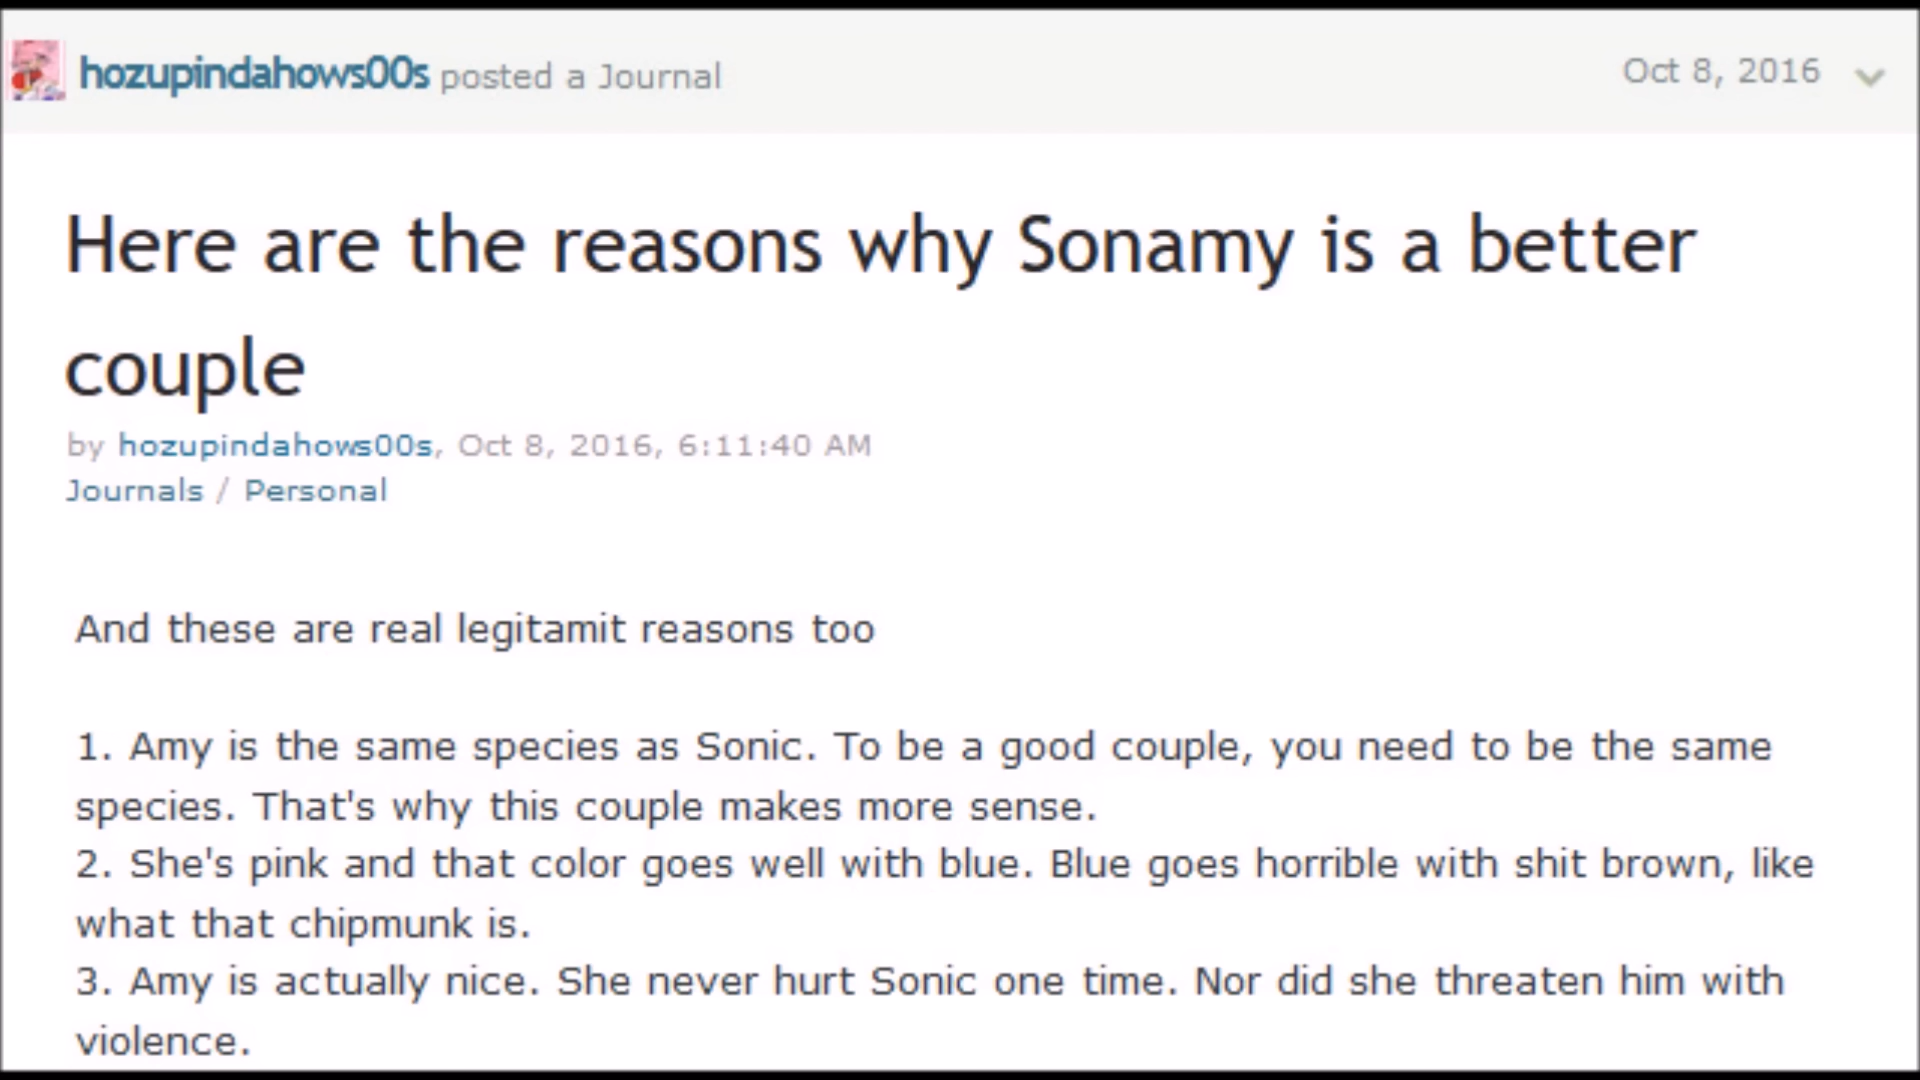 hozupindahows00s posted a Journal Oct 8, 2016
Here are the reasons why Sonamy is a better
couple
by hozupindahows00s, Oct 8, 2016, 6:11:40 AM
Journals / Personal
And these are real legitamit reasons too
1. Amy is the same species as Sonic. To be a good couple, you need to be the same
species. That's why this couple makes more sense.
2. She's pink and that color goes well with blue. Blue goes horrible with shit brown, like
what that chipmunk is.
3. Amy is actually nice. She never hurt Sonic one time. Nor did she threaten him with
violence.